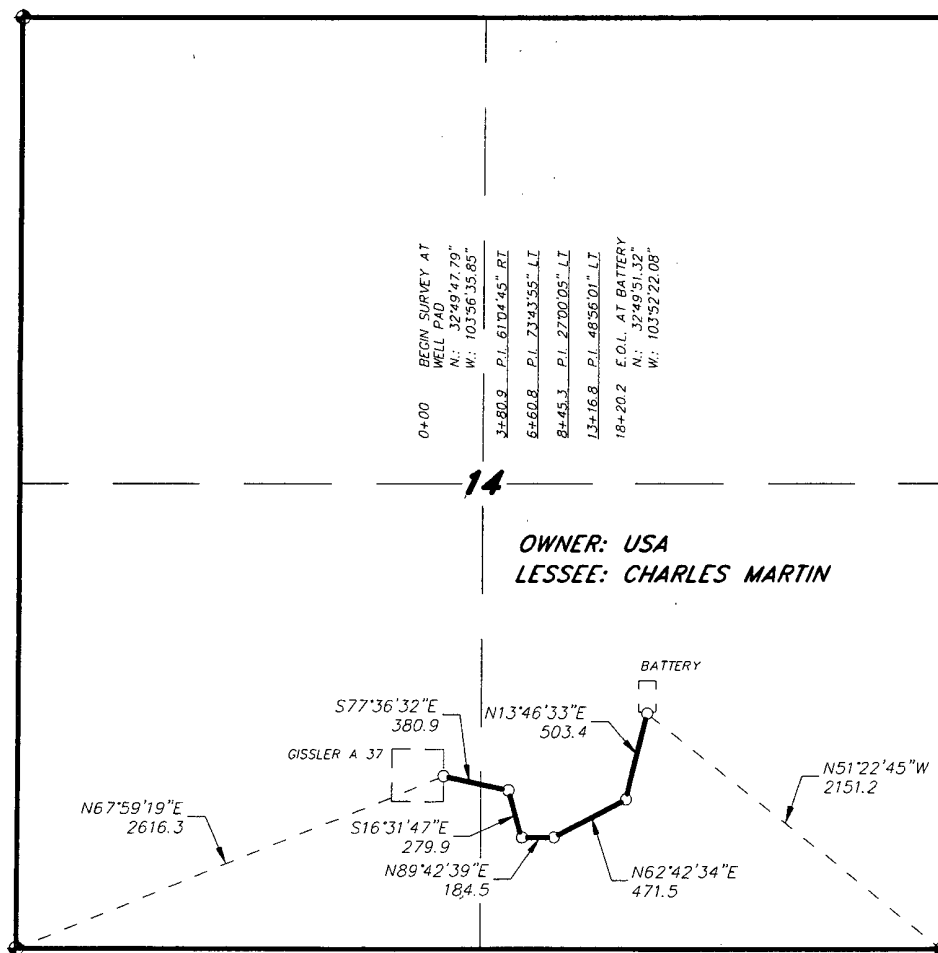 0+00 BEGIN SURVEY AT
WELL PAD
N.: 32°49'47.79"
W.: 103°56'35.85"
3+80.9 P.I. 61°04'45" RT
6+60.8 P.I. 73°43'55" LT
8+45.3 P.I. 27°00'05" LT
13+16.8 P.I. 48°56'01" LT
18+20.2 E.O.L. AT BATTERY
N.: 32°49'51.32"
W.: 103°52'22.08"
14
OWNER: USA
LESSEE: CHARLES MARTIN
BATTERY
S77°36'32"E
380.9
N13°46'33"E
503.4
GISSLER A 37
N51°22'45"W
2151.2
N67°59'19"E
2616.3
S16°31'47"E
279.9
N89°42'39"E
184.5
N62°42'34"E
471.5